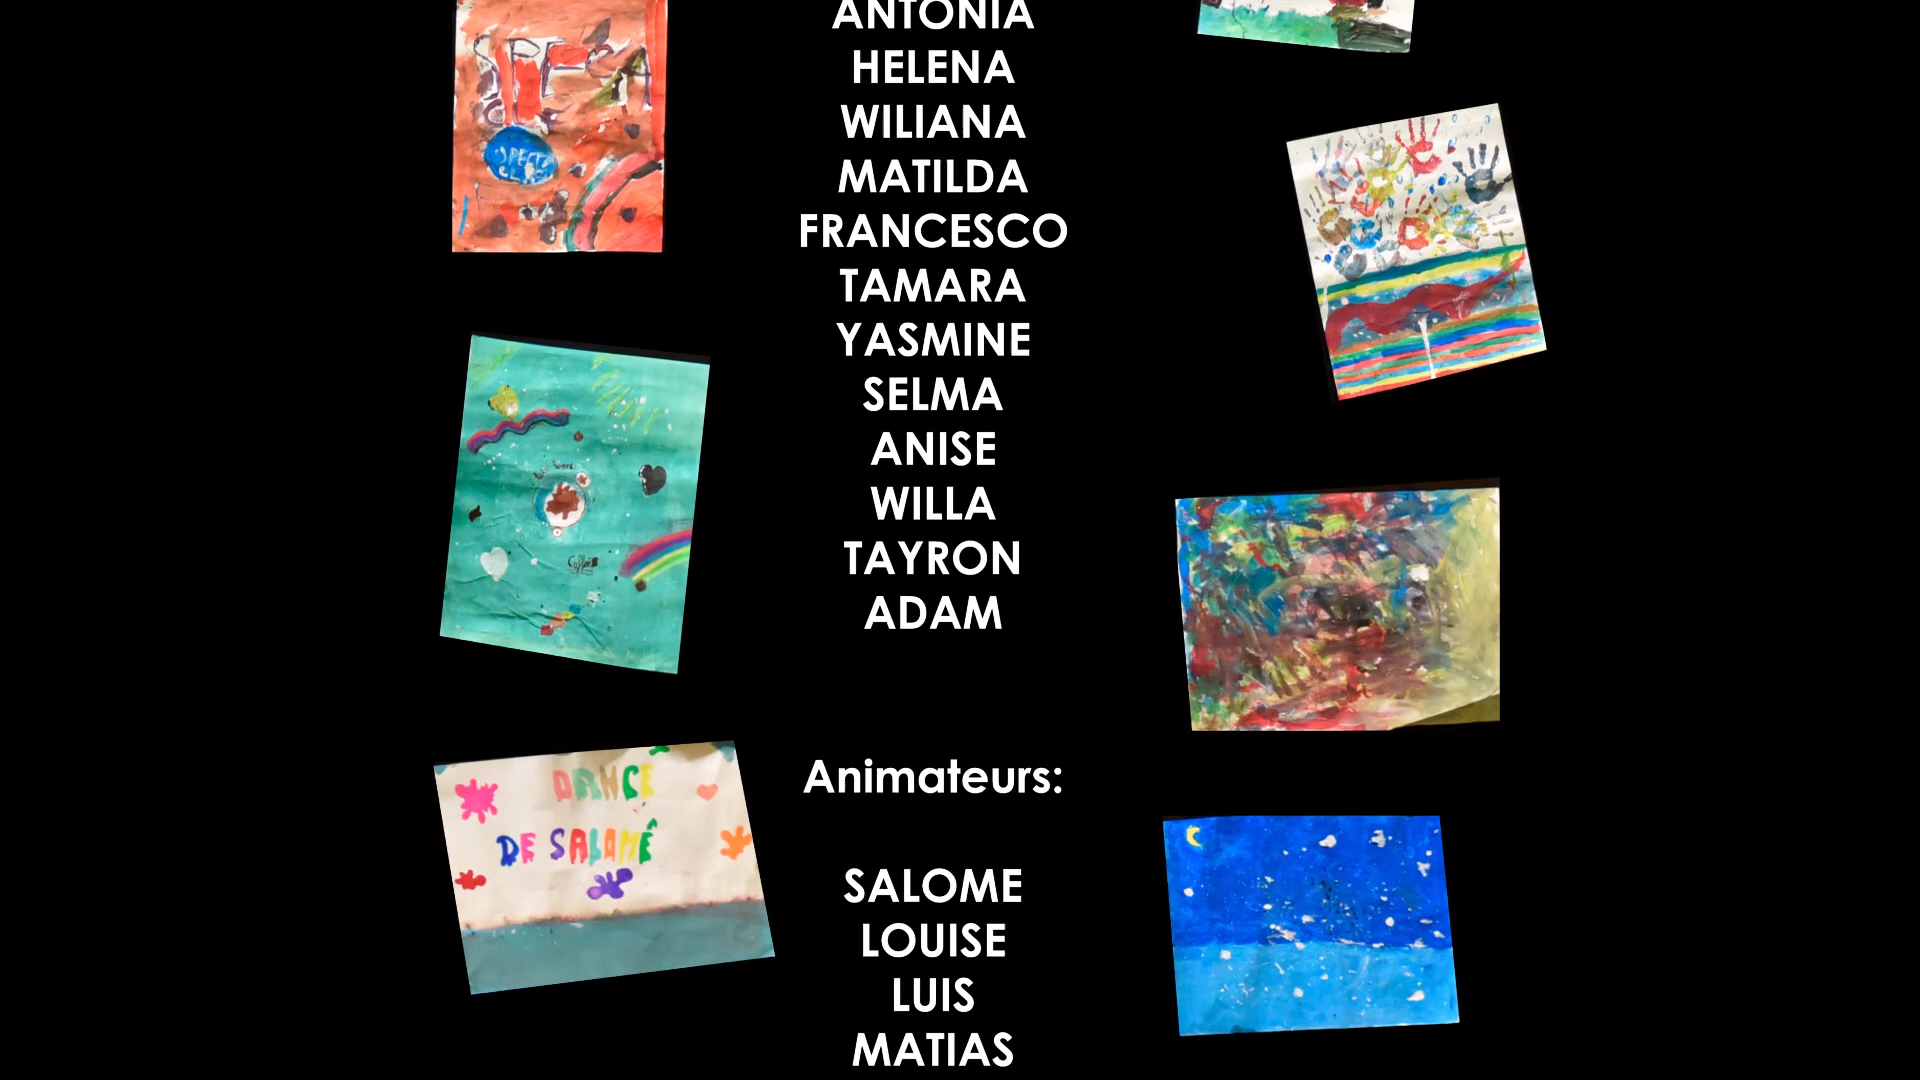 ANTONIA
HELENA
WILIANA
MATILDA
FRANCESCO
TAMARA
YASMINE
SELMA
ANISE
WILLA
TAYRON
ADAM
Animateurs:
SALOME
LOUISE
LUIS
MATIAS
DANCE
DE SALOMÉ